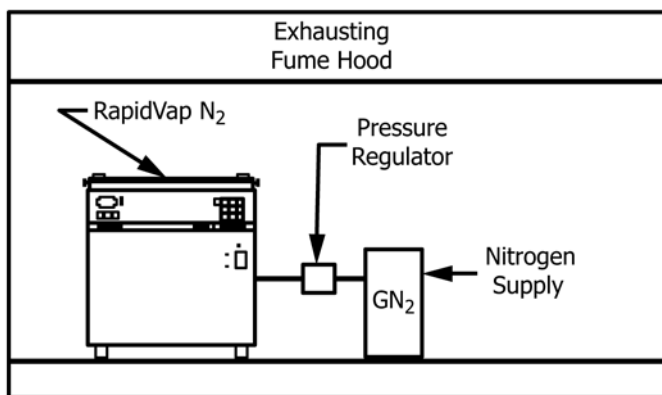 Exhausting
Fume Hood
RapidVap N₂
Pressure
Regulator
Nitrogen
Supply
GN₂